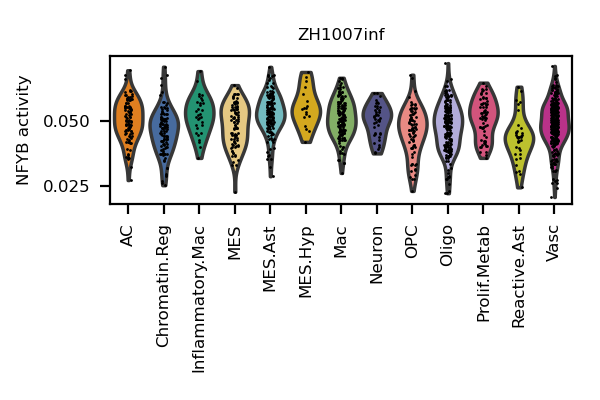 ZH1007inf
NFYB activity
0.050
0.025
AC
Chromatin.Reg
Inflammatory.Mac
MES
MES.Ast
MES.Hyp
Mac
Neuron
OPC
Oligo
Prolif.Metab
Reactive.Ast
Vasc